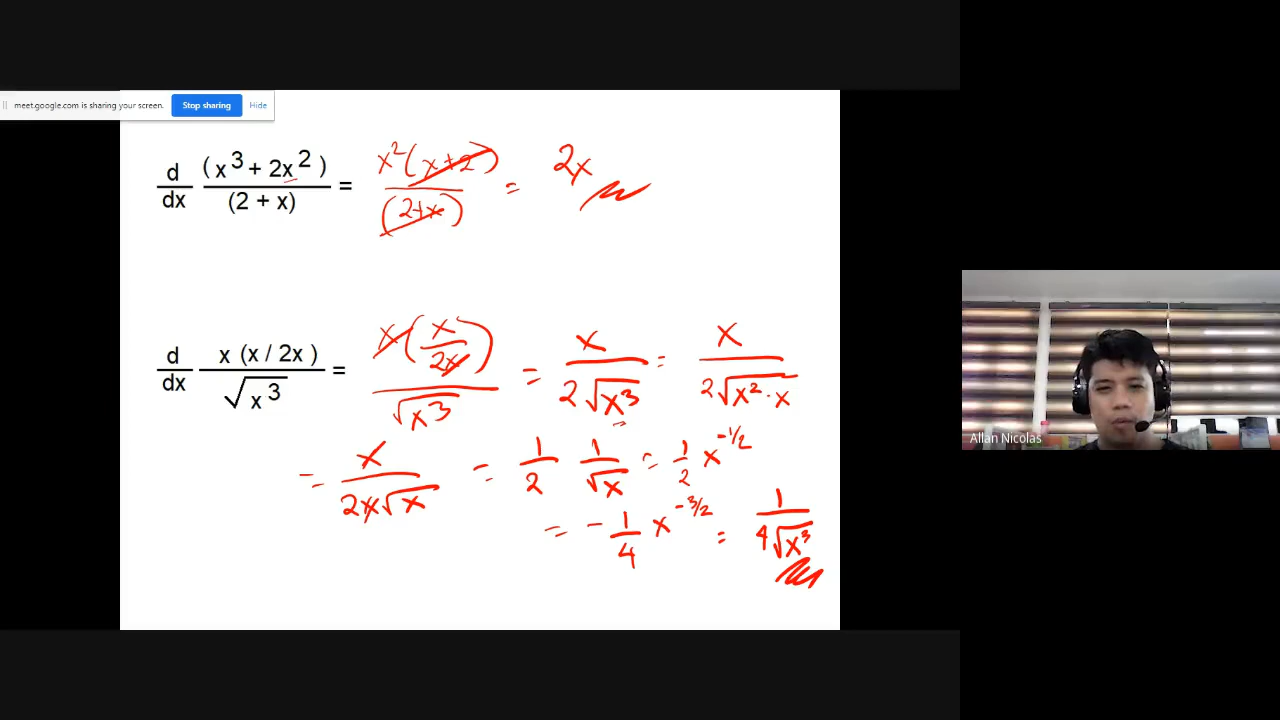 meet.google.com is sharing your screen. Stop sharing Hide
d/dx (x^3 + 2x^2)/(2 + x) = x^2(x+2)/(2+x) = 2x
d/dx x (x / 2x)/√x^3 = x(x/2x)/√x^3 = x/2√x^3 = x/2√x^2·x
= x/2x√x = 1/2 1/√x = 1/2 x^-1/2
= -1/4 x^-3/2 = 1/4√x^3
Allan Nicolas